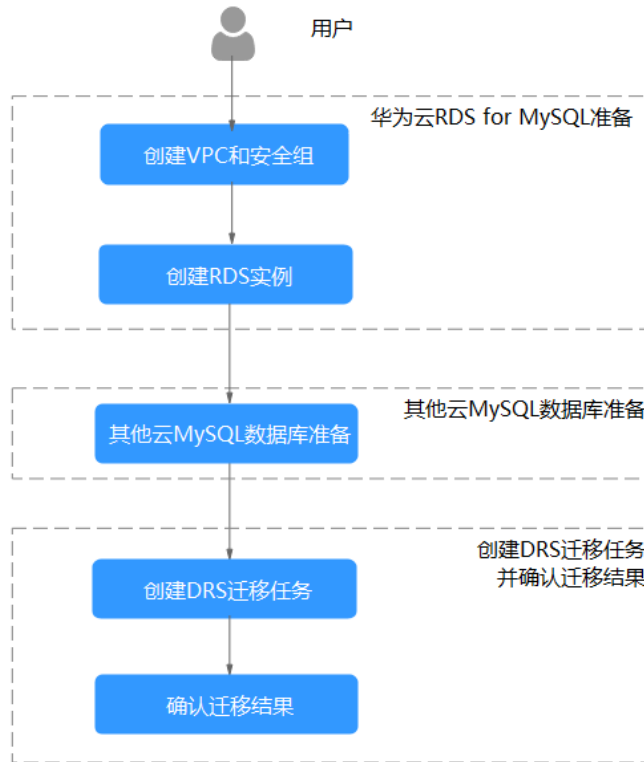 用户
华为云RDS for MySQL准备
创建VPC和安全组
创建RDS实例
其他云MySQL数据库准备
其他云MySQL数据库准备
创建DRS迁移任务
并确认迁移结果
创建DRS迁移任务
确认迁移结果